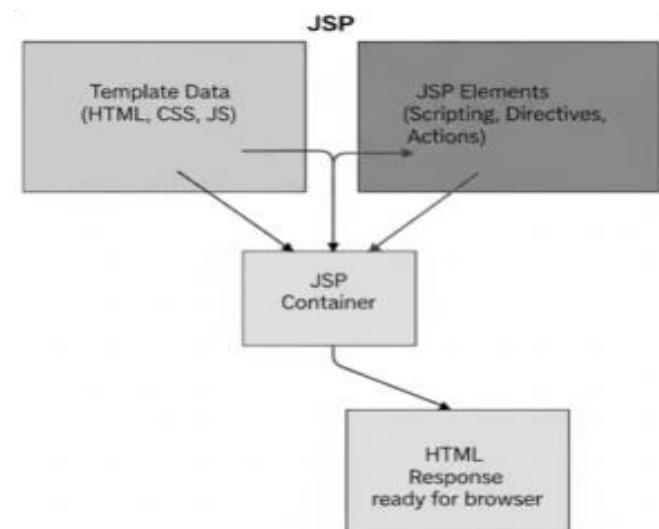 JSP
Template Data
(HTML, CSS, JS)
JSP Elements
(Scripting, Directives,
Actions)
JSP
Container
HTML
Response
ready for browser